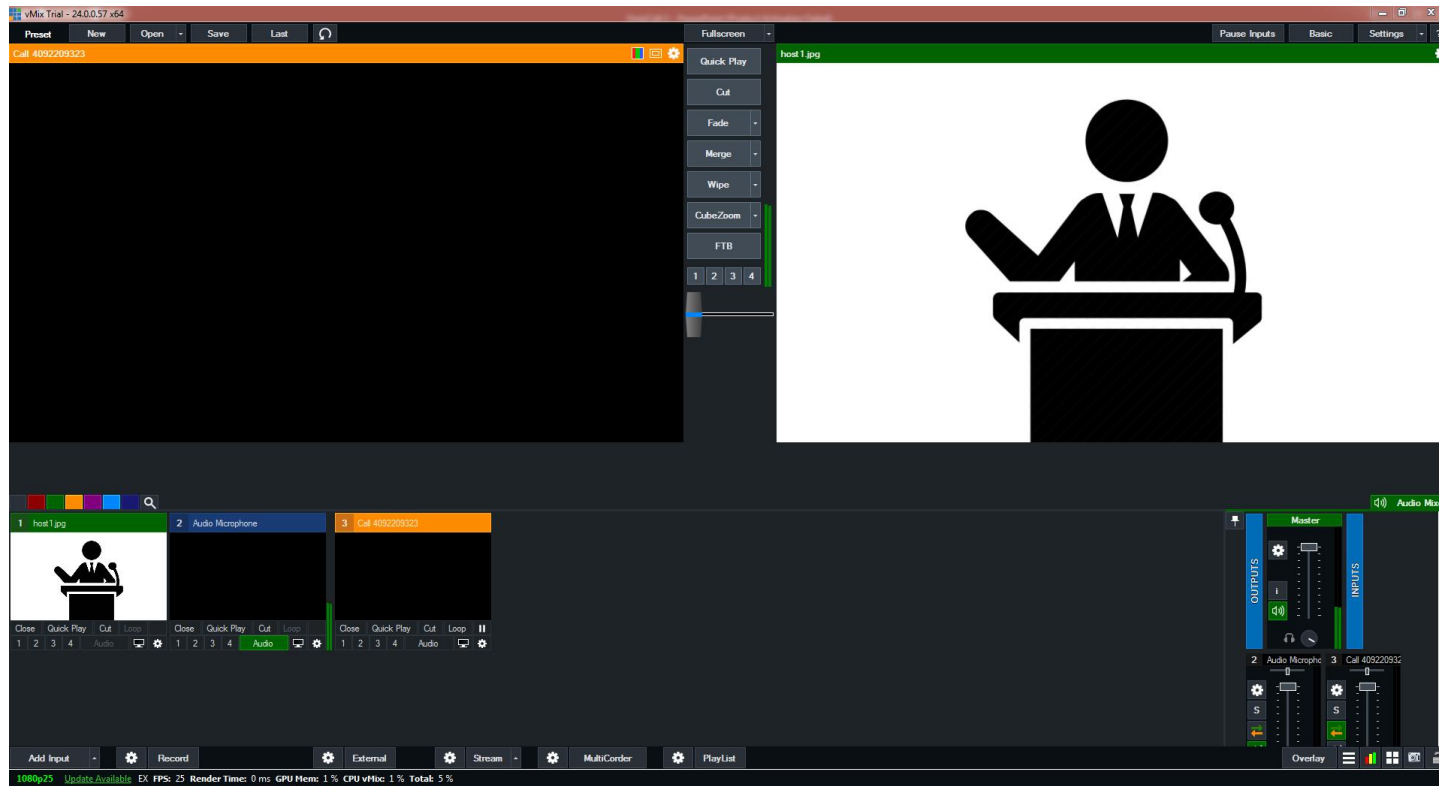 vMix Trial - 24.0.0.57 x64
Preset New Open Save Last Fullscreen Pause Inputs Basic Settings ?
Call 4092209323
host1.jpg
Quick Play
Cut
Fade
Merge
Wipe
CubeZoom
FTB
1 2 3 4
Audio Mix
1 host1.jpg 2 Audio Microphone 3 Call 4092209323
Close Quick Play Cut Loop Close Quick Play Cut Loop Close Quick Play Cut Loop
1 2 3 4 Audio 1 2 3 4 Audio 1 2 3 4 Audio
Master
OUTPUTS
INPUTS
i
2 Audio Microphc 3 Call 409220932
S S
Add Input Record External Stream MultiCorder PlayList Overlay
1080p25 Update Available EX FPS: 25 Render Time: 0 ms GPU Mem: 1 % CPU vMix: 1 % Total: 5 %